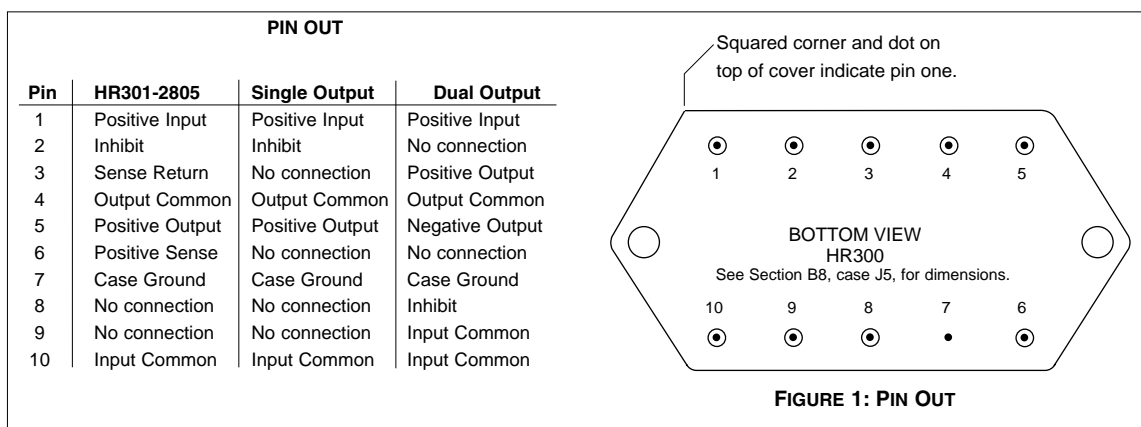 PIN OUT
Pin HR301-2805 Single Output Dual Output
1 Positive Input Positive Input Positive Input
2 Inhibit Inhibit No connection
3 Sense Return No connection Positive Output
4 Output Common Output Common Output Common
5 Positive Output Positive Output Negative Output
6 Positive Sense No connection No connection
7 Case Ground Case Ground Case Ground
8 No connection No connection Inhibit
9 No connection No connection Input Common
10 Input Common Input Common Input Common
Squared corner and dot on
top of cover indicate pin one.
1 2 3 4 5
BOTTOM VIEW
HR300
See Section B8, case J5, for dimensions.
10 9 8 7 6
FIGURE 1: PIN OUT